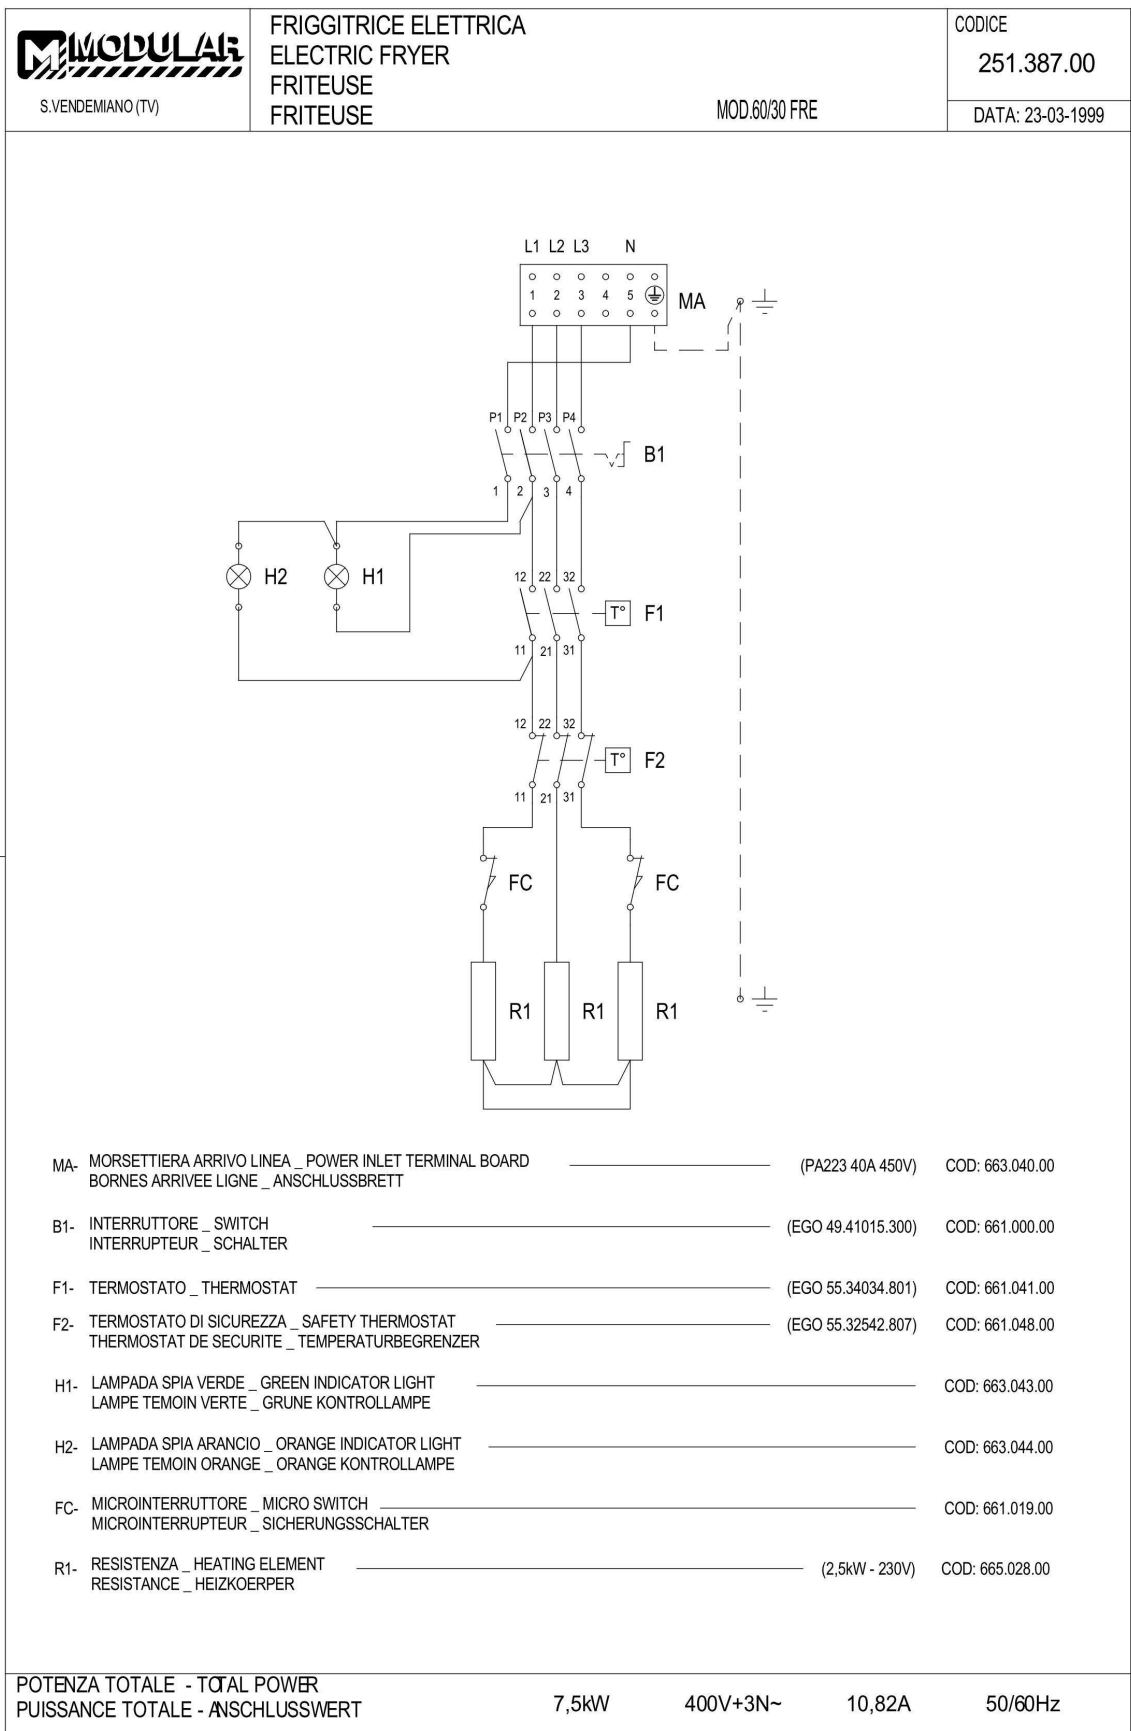 MODULAR
S.VENDEMIANO (TV)
FRIGGITRICE ELETTRICA
ELECTRIC FRYER
FRITEUSE
FRITEUSE
MOD.60/30 FRE
CODICE
251.387.00
DATA: 23-03-1999
L1 L2 L3 N
1 2 3 4 5
MA
P1 P2 P3 P4
B1
1 2 3 4
H2 H1
12 22 32
T° F1
11 21 31
12 22 32
T° F2
11 21 31
FC FC
R1 R1 R1
MA- MORSETTIERA ARRIVO LINEA _ POWER INLET TERMINAL BOARD (PA223 40A 450V) COD: 663.040.00
BORNES ARRIVEE LIGNE _ ANSCHLUSSBRETT
B1- INTERRUTTORE _ SWITCH (EGO 49.41015.300) COD: 661.000.00
INTERRUPTEUR _ SCHALTER
F1- TERMOSTATO _ THERMOSTAT (EGO 55.34034.801) COD: 661.041.00
F2- TERMOSTATO DI SICUREZZA _ SAFETY THERMOSTAT (EGO 55.32542.807) COD: 661.048.00
THERMOSTAT DE SECURITE _ TEMPERATURBEGRENZER
H1- LAMPADA SPIA VERDE _ GREEN INDICATOR LIGHT COD: 663.043.00
LAMPE TEMOIN VERTE _ GRUNE KONTROLLAMPE
H2- LAMPADA SPIA ARANCIO _ ORANGE INDICATOR LIGHT COD: 663.044.00
LAMPE TEMOIN ORANGE _ ORANGE KONTROLLAMPE
FC- MICROINTERRUTTORE _ MICRO SWITCH COD: 661.019.00
MICROINTERRUPTEUR _ SICHERUNGSSCHALTER
R1- RESISTENZA _ HEATING ELEMENT (2,5kW - 230V) COD: 665.028.00
RESISTANCE _ HEIZKOERPER
POTENZA TOTALE - TOTAL POWER
PUISSANCE TOTALE - ANSCHLUSSWERT 7,5kW 400V+3N~ 10,82A 50/60Hz